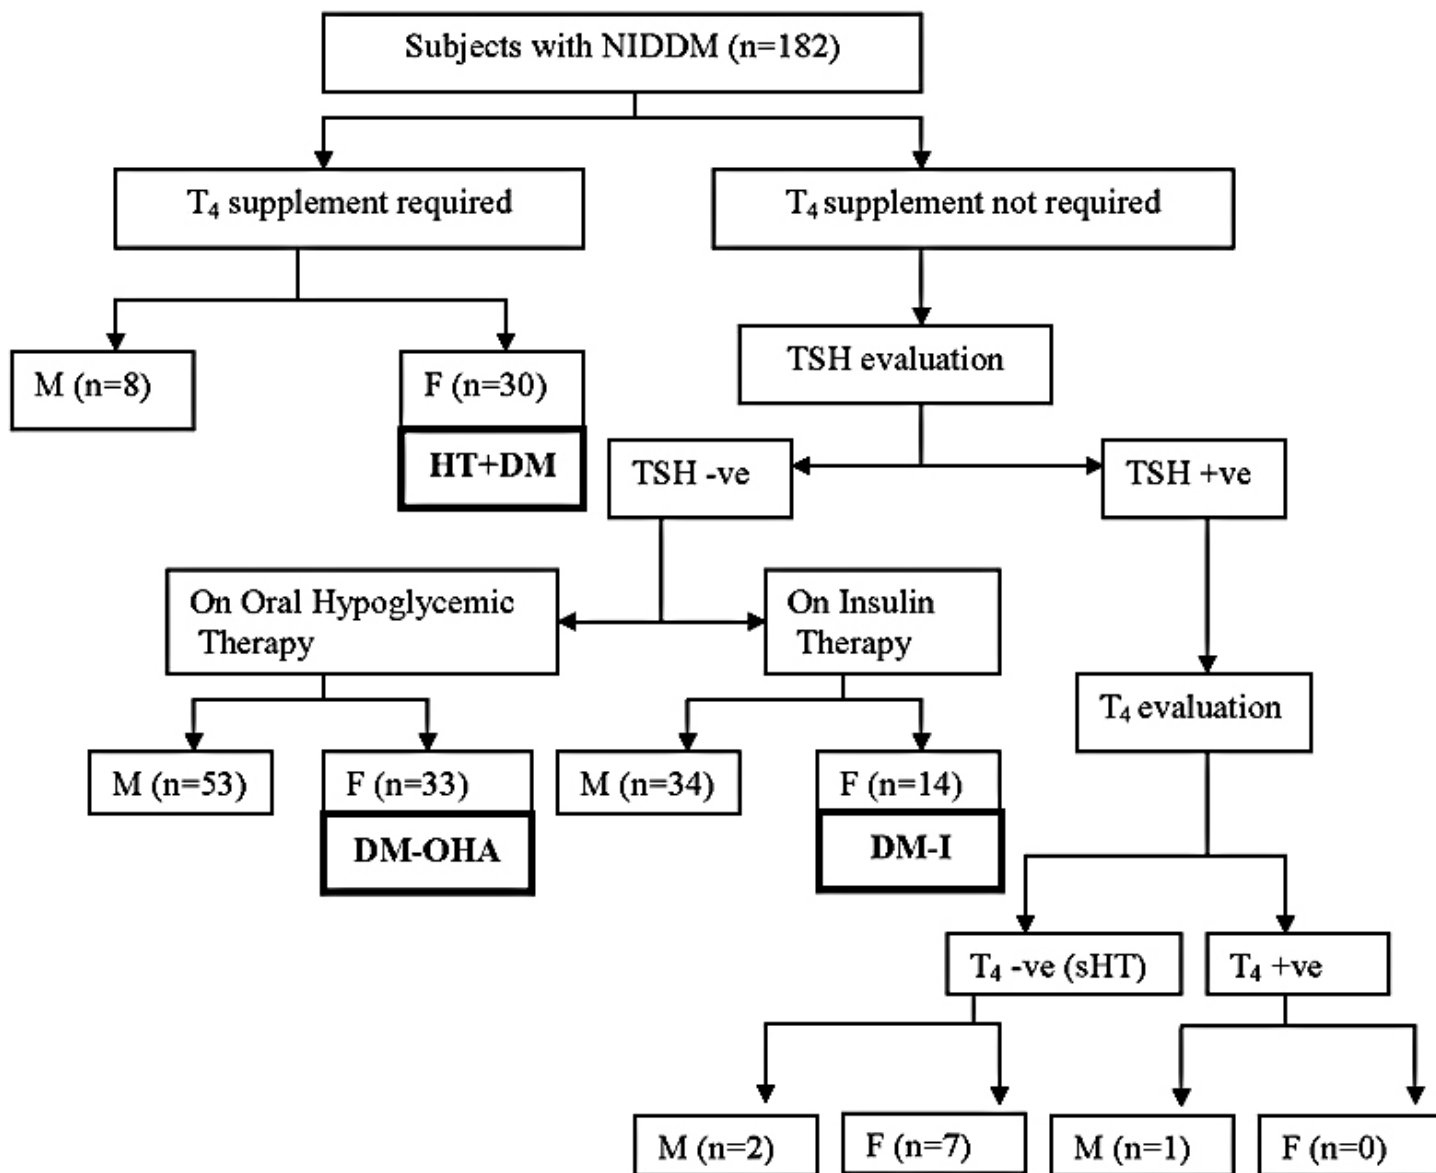 Subjects with NIDDM (n=182)
T₄ supplement required
T₄ supplement not required
M (n=8)
F (n=30)
HT+DM
TSH evaluation
TSH -ve
TSH +ve
On Oral Hypoglycemic
Therapy
On Insulin
Therapy
T₄ evaluation
M (n=53)
F (n=33)
DM-OHA
M (n=34)
F (n=14)
DM-I
T₄ -ve (sHT)
T₄ +ve
M (n=2)
F (n=7)
M (n=1)
F (n=0)